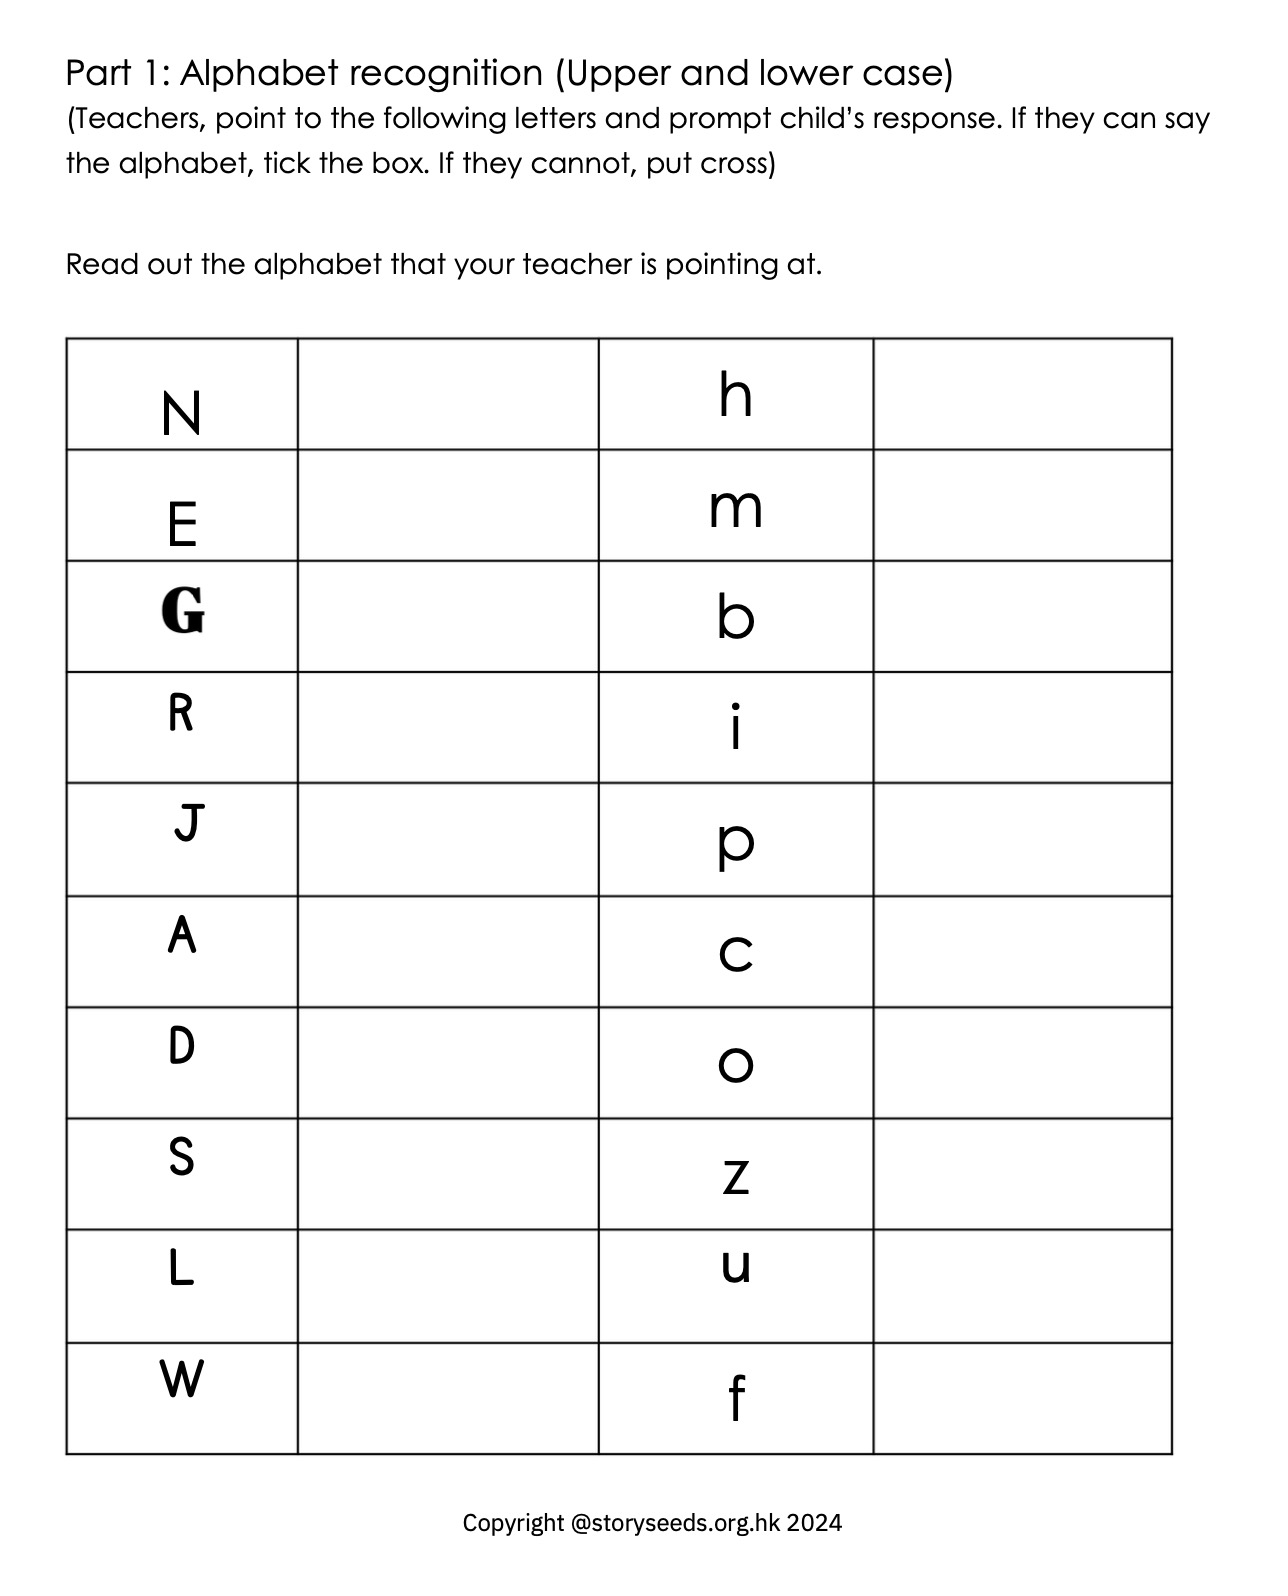 Part 1: Alphabet recognition (Upper and lower case)
(Teachers, point to the following letters and prompt child’s response. If they can say
the alphabet, tick the box. If they cannot, put cross)
Read out the alphabet that your teacher is pointing at.
N h
E m
G b
R i
J p
A c
D o
S z
L u
W f
Copyright @storyseeds.org.hk 2024